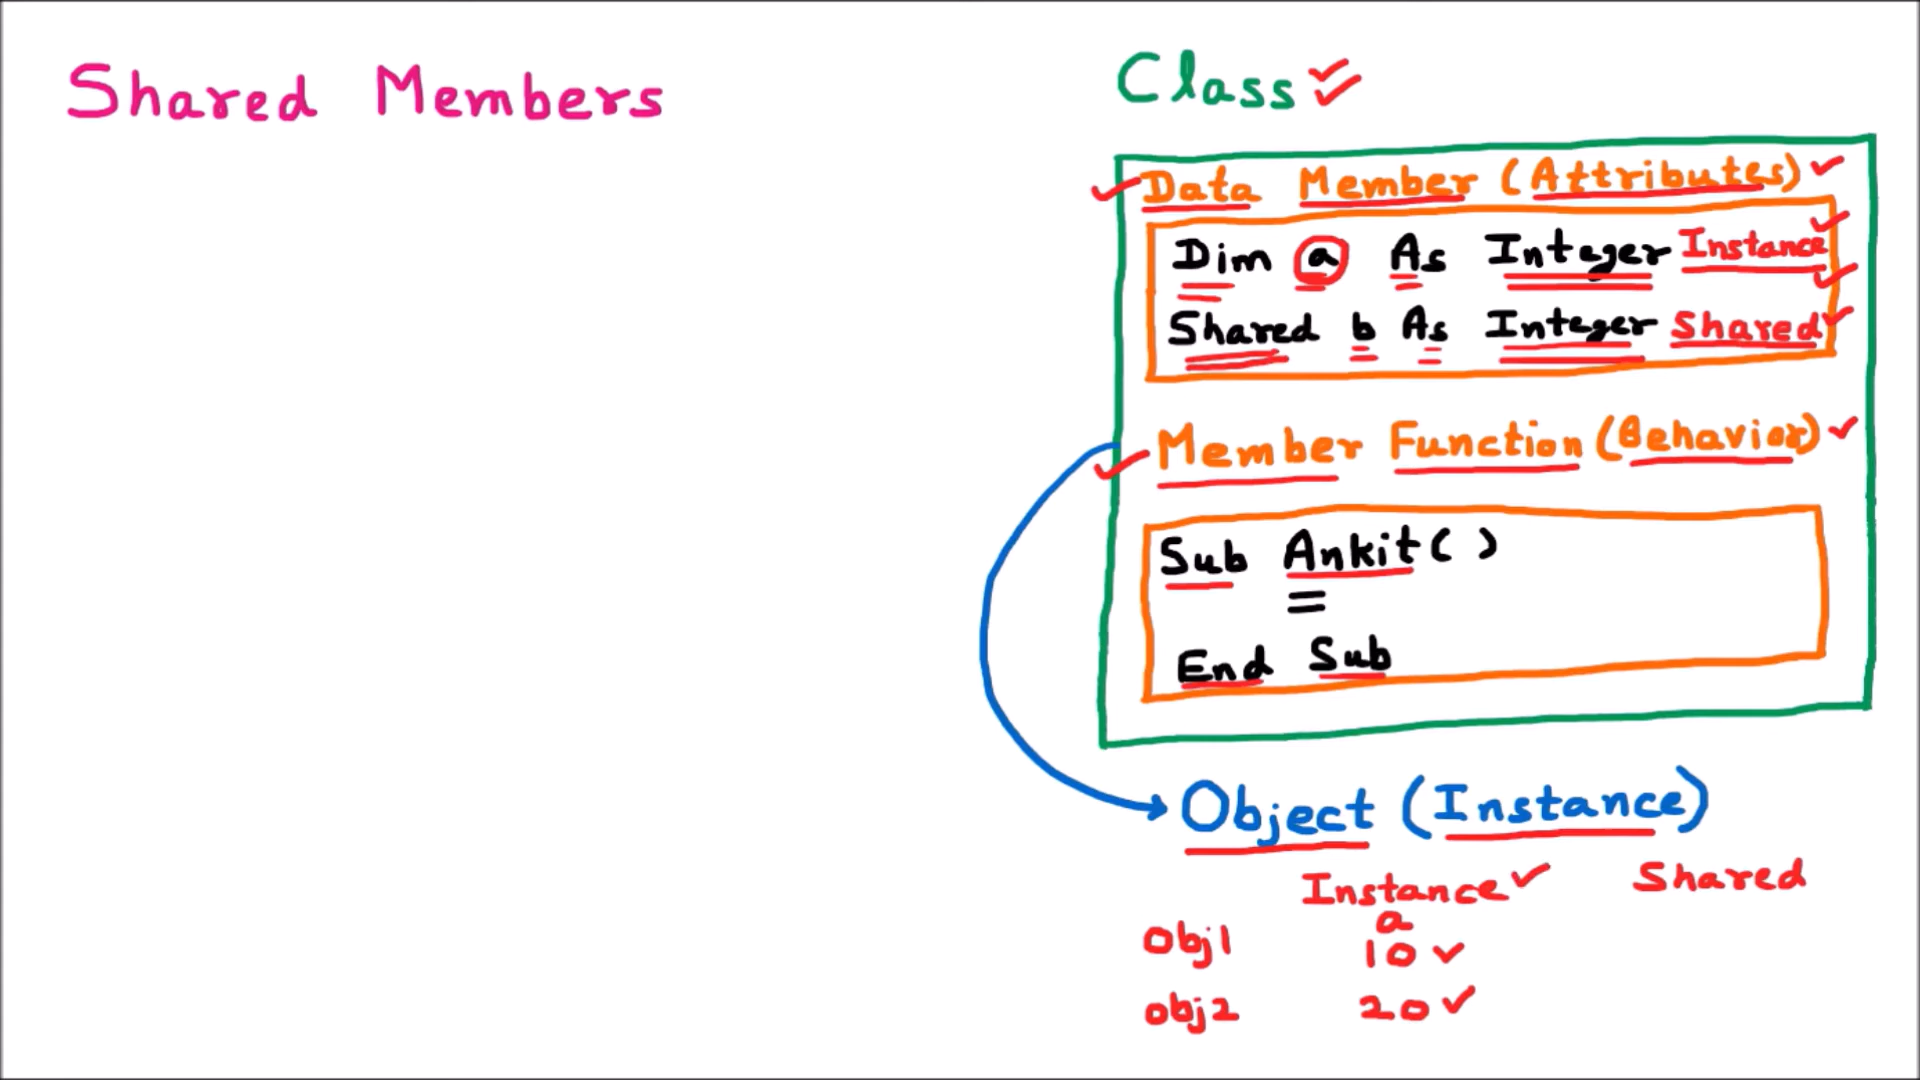 Shared Members
Class
Data Member (Attributes)
Dim a As Integer Instance
Shared b As Integer Shared
Member Function (Behavior)
Sub Ankit( )
=
End Sub
Object (Instance)
Instance Shared
a
Obj1 10
obj2 20